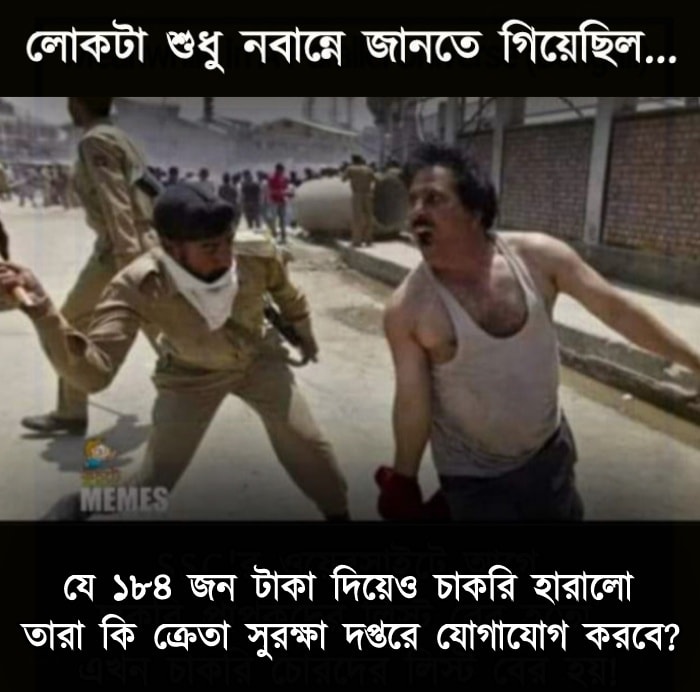 লোকটা শুধু নবান্নে জানতে গিয়েছিল...
MEMES
যে ১৮৪ জন টাকা দিয়েও চাকরি হারালো
তারা কি ক্রেতা সুরক্ষা দপ্তরে যোগাযোগ করবে?